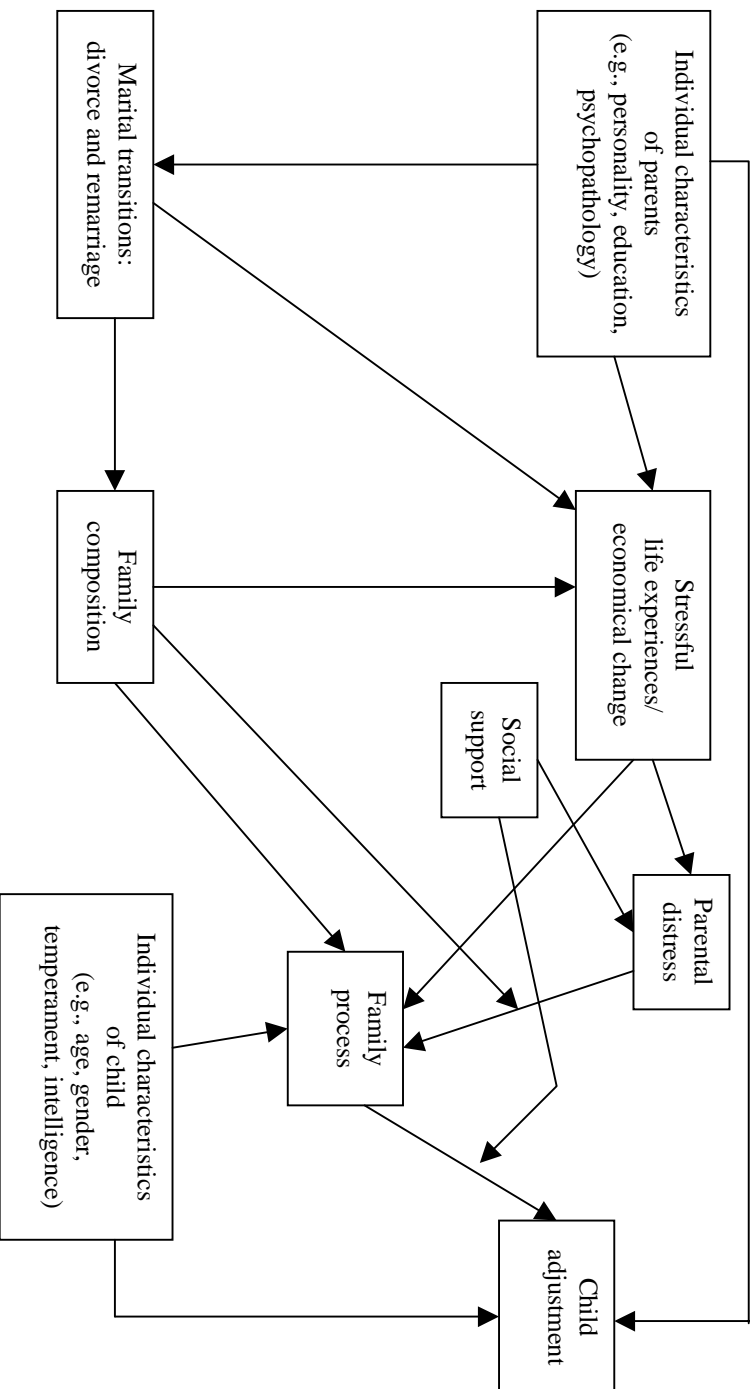 Individual characteristics
of parents
(e.g., personality, education,
psychopathology)
Stressful
life experiences/
economical change
Parental
distress
Child
adjustment
Social
support
Family
process
Marital transitions:
divorce and remarriage
Family
composition
Individual characteristics
of child
(e.g., age, gender,
temperament, intelligence)